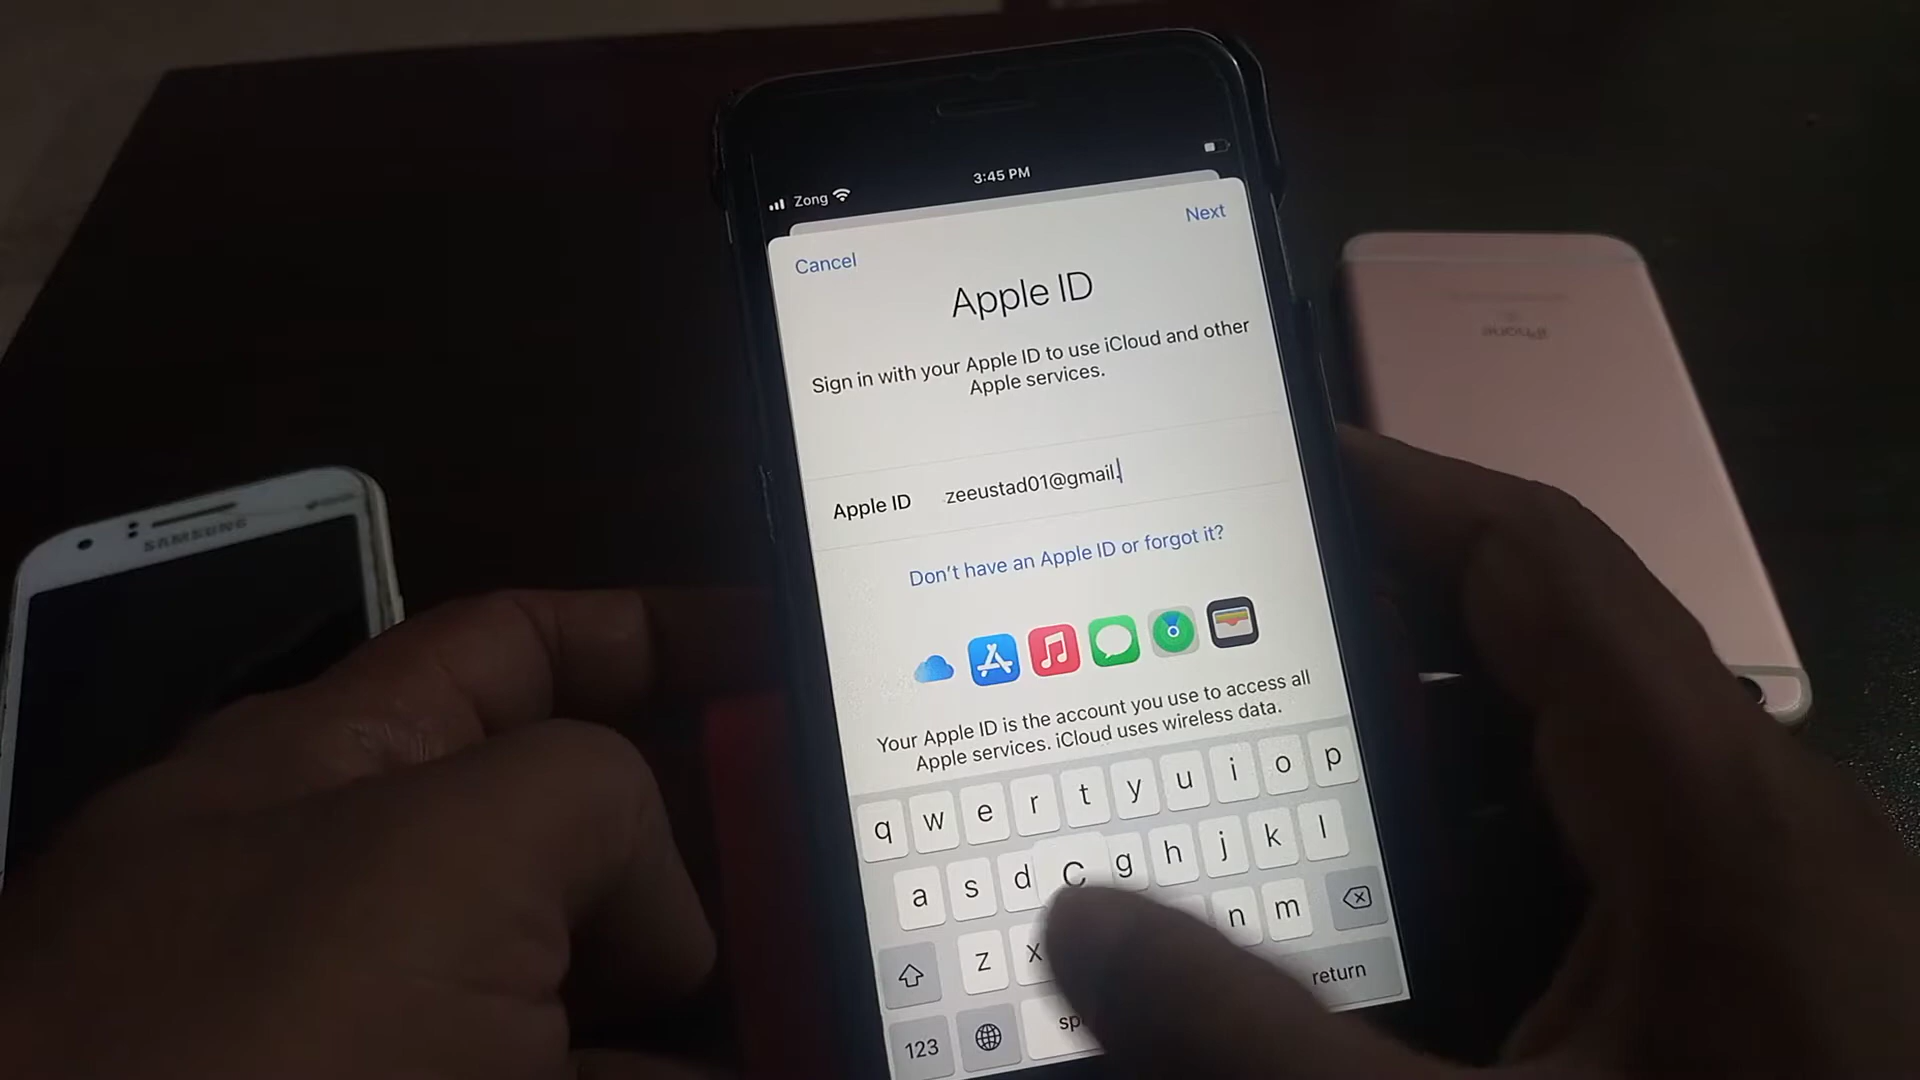 3:45 PM
Zong
Next
Cancel
Apple ID
Sign in with your Apple ID to use iCloud and other
Apple services.
Apple ID zeeustad01@gmail.
Don't have an Apple ID or forgot it?
Your Apple ID is the account you use to access all
Apple services. iCloud uses wireless data.
q w e r t y u i o p
a s d C g h j k l
z x n m
123 return
SAMSUNG
iPhone